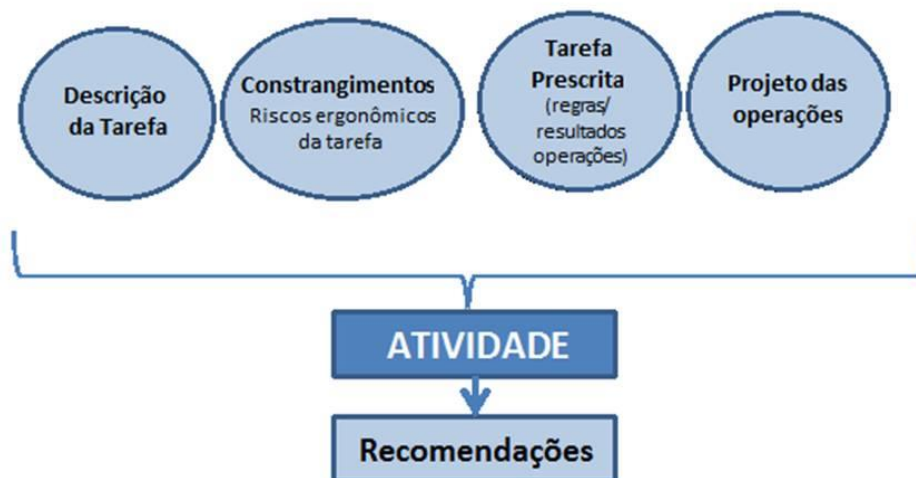 Descrição
da Tarefa
Constrangimentos
Riscos ergonômicos
da tarefa
Tarefa
Prescrita
(regras/
resultados
operações)
Projeto das
operações
ATIVIDADE
Recomendações